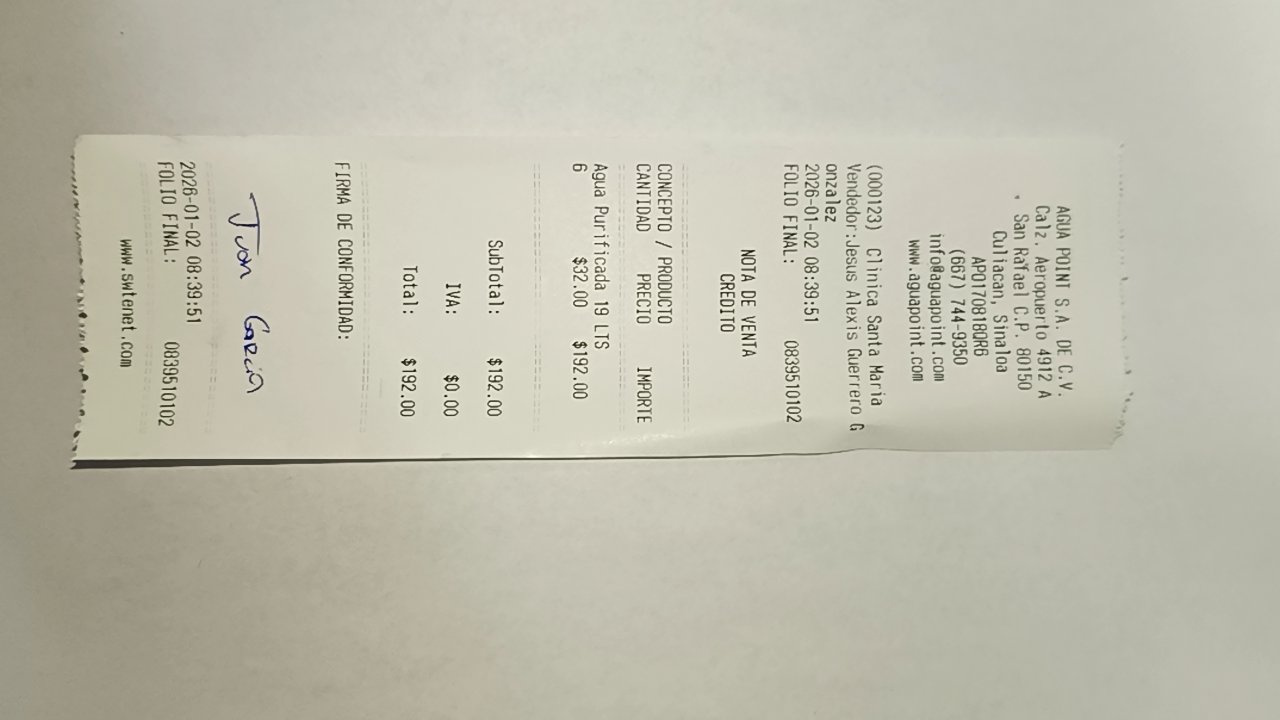 AGUA POINT S.A. DE C.V.
Calz. Aeropuerto 4912 A
. San Rafael C.P. 80150
Culiacan, Sinaloa
APO170818QR6
(667) 744-9350
info@aguapoint.com
www.aguapoint.com
(000123) Clinica Santa Maria
Vendedor:Jesus Alexis Guerrero G
onzalez
2026-01-02 08:39:51
FOLIO FINAL: 0839510102
NOTA DE VENTA
CREDITO
CONCEPTO / PRODUCTO
CANTIDAD PRECIO IMPORTE
Agua Purificada 19 LTS
6 $32.00 $192.00
SubTotal: $192.00
IVA: $0.00
Total: $192.00
FIRMA DE CONFORMIDAD:
Juan Garcia
2026-01-02 08:39:51
FOLIO FINAL: 0839510102
www.swtenet.com